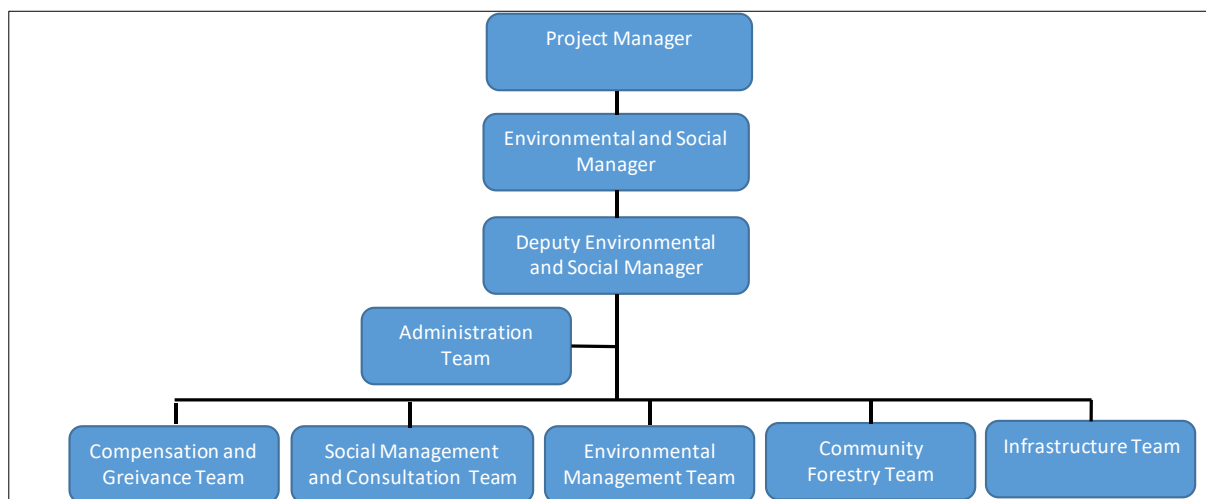 Project Manager
Environmental and Social
Manager
Deputy Environmental
and Social Manager
Administration
Team
Compensation and
Greivance Team
Social Management
and Consultation Team
Environmental
Management Team
Community
Forestry Team
Infrastructure Team